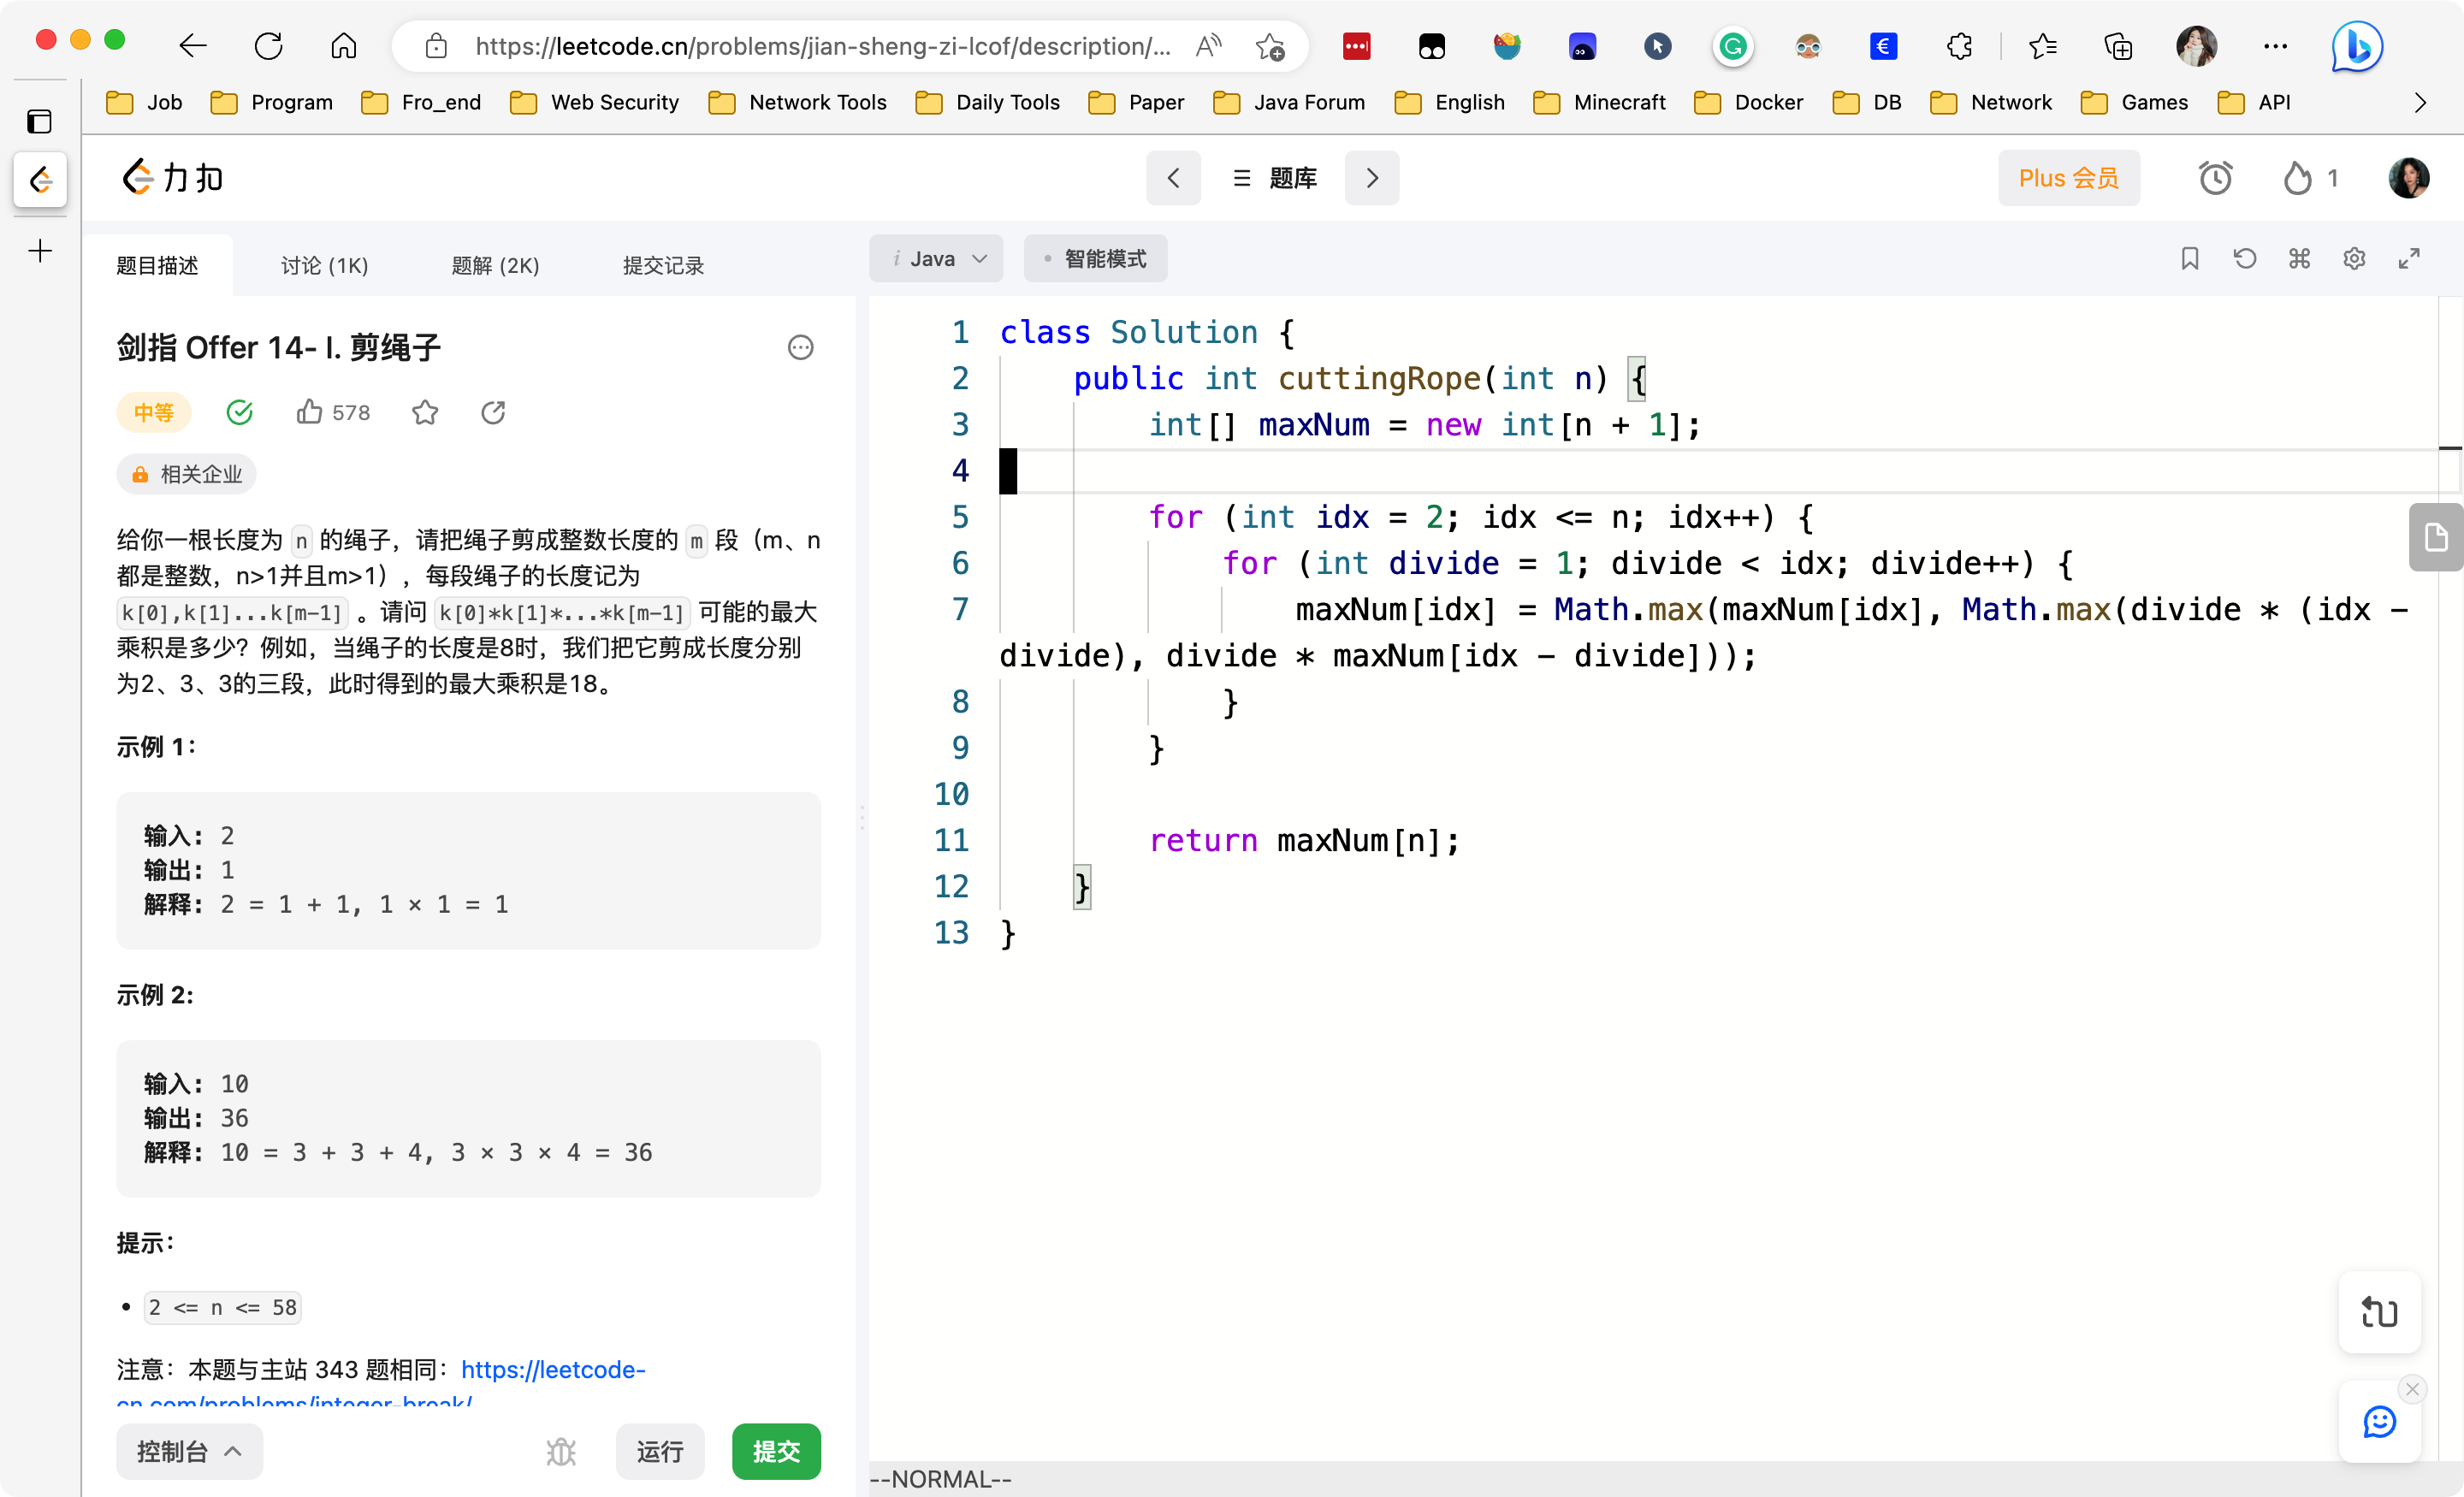 https://leetcode.cn/problems/jian-sheng-zi-lcof/description/...
Job Program Fro_end Web Security Network Tools Daily Tools Paper Java Forum English Minecraft Docker DB Network Games API
力扣
题库
Plus 会员
1
题目描述 讨论 (1K) 题解 (2K) 提交记录
剑指 Offer 14- I. 剪绳子
中等 578
相关企业
给你一根长度为 n 的绳子，请把绳子剪成整数长度的 m 段（m、n
都是整数，n>1并且m>1），每段绳子的长度记为
k[0],k[1]...k[m-1] 。请问 k[0]*k[1]*...*k[m-1] 可能的最大
乘积是多少？例如，当绳子的长度是8时，我们把它剪成长度分别
为2、3、3的三段，此时得到的最大乘积是18。
示例 1：
输入: 2
输出: 1
解释: 2 = 1 + 1, 1 × 1 = 1
示例 2:
输入: 10
输出: 36
解释: 10 = 3 + 3 + 4, 3 × 3 × 4 = 36
提示：
• 2 <= n <= 58
注意：本题与主站 343 题相同：https://leetcode-
cn.com/problems/integer-break/
控制台 运行 提交
i Java • 智能模式
1 class Solution {
2 public int cuttingRope(int n) {
3 int[] maxNum = new int[n + 1];
4
5 for (int idx = 2; idx <= n; idx++) {
6 for (int divide = 1; divide < idx; divide++) {
7 maxNum[idx] = Math.max(maxNum[idx], Math.max(divide * (idx -
divide), divide * maxNum[idx - divide]));
8 }
9 }
10
11 return maxNum[n];
12 }
13 }
--NORMAL--